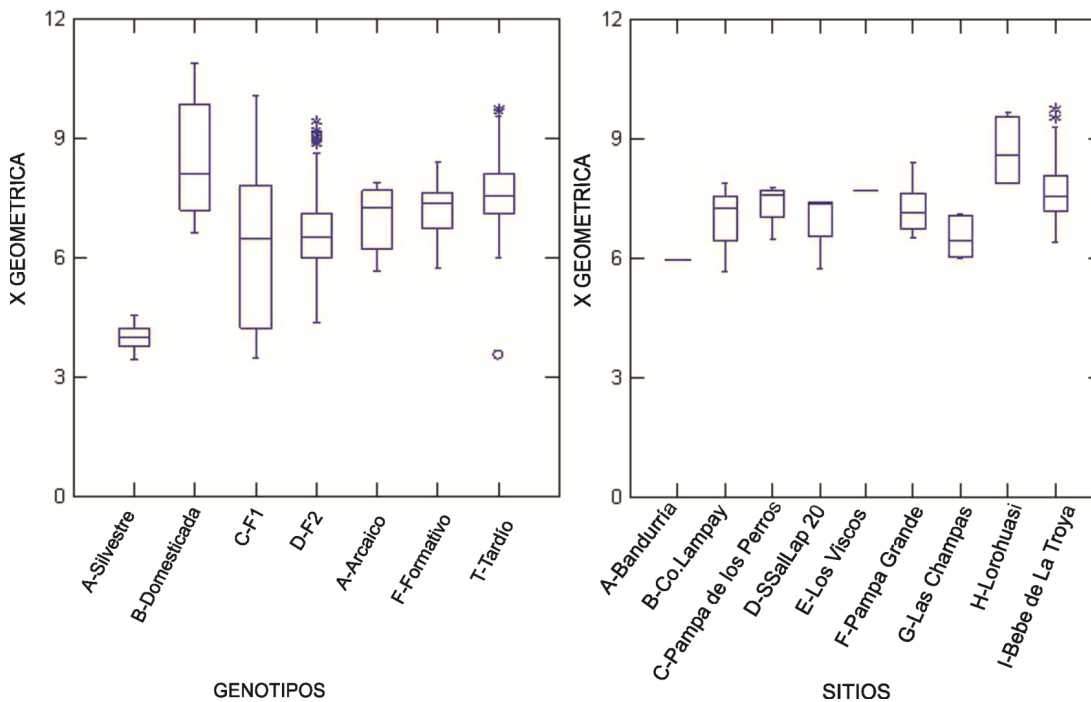 12
9
6
3
0
X GEOMETRICA
A-Silvestre
B-Domesticada
C-F1
D-F2
A-Arcaico
F-Formativo
T-Tardío
GENOTIPOS
12
9
6
3
0
X GEOMETRICA
A-Bandurria
B-Co.Lampay
C-Pampa de los Perros
D-SSalLap 20
E-Los Viscos
F-Pampa Grande
G-Las Champas
H-Lorohuasi
I-Bebe de La Troya
SITIOS